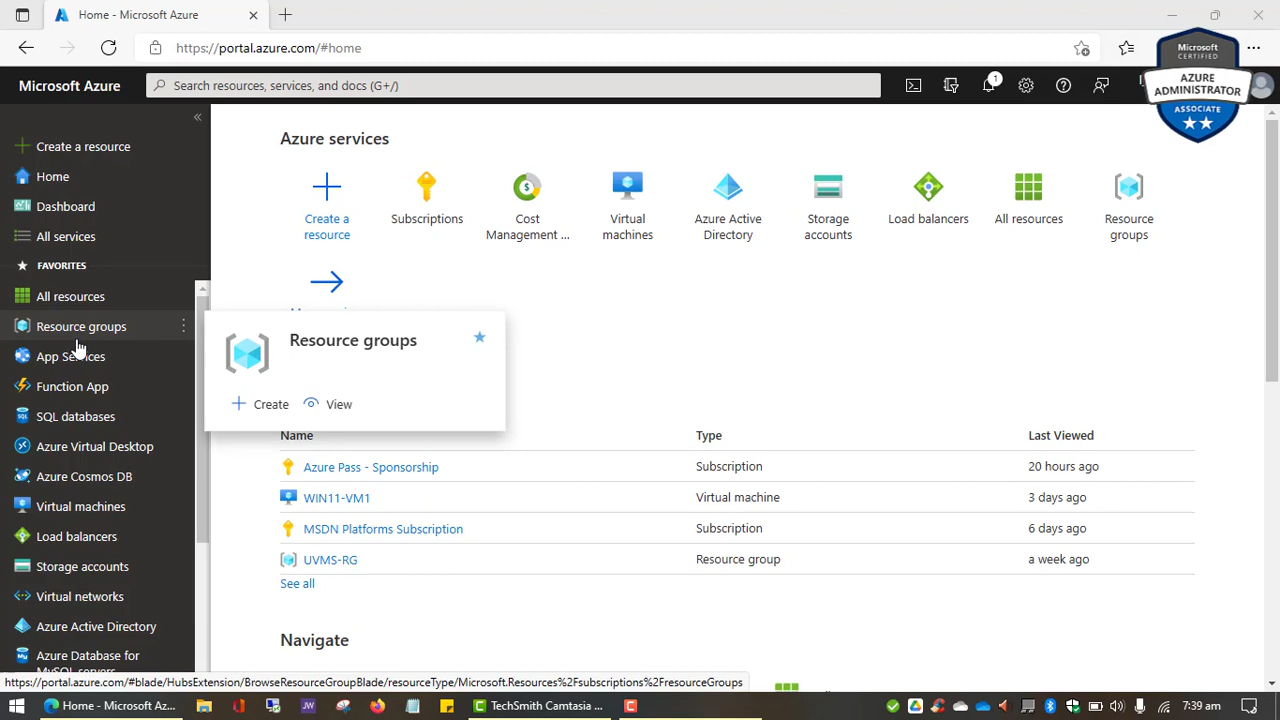 Home - Microsoft Azure
https://portal.azure.com/#home
Microsoft Azure
Search resources, services, and docs (G+/)
1
Microsoft
CERTIFIED
AZURE
ADMINISTRATOR
ASSOCIATE
Create a resource
Home
Dashboard
All services
FAVORITES
All resources
Resource groups
App Services
Function App
SQL databases
Azure Virtual Desktop
Azure Cosmos DB
Virtual machines
Load balancers
Storage accounts
Virtual networks
Azure Active Directory
Azure Database for
MySQL servers
Azure services
Create a
resource
Subscriptions
Cost
Management ...
Virtual
machines
Azure Active
Directory
Storage
accounts
Load balancers
All resources
Resource
groups
Resource groups
Create
View
Name Type Last Viewed
Azure Pass - Sponsorship Subscription 20 hours ago
WIN11-VM1 Virtual machine 3 days ago
MSDN Platforms Subscription Subscription 6 days ago
UVMS-RG Resource group a week ago
See all
Navigate
https://portal.azure.com/#blade/HubsExtension/BrowseResourceGroupBlade/resourceType/Microsoft.Resources%2Fsubscriptions%2FresourceGroups
Home - Microsoft Az...
JW
TechSmith Camtasia ...
7:39 am